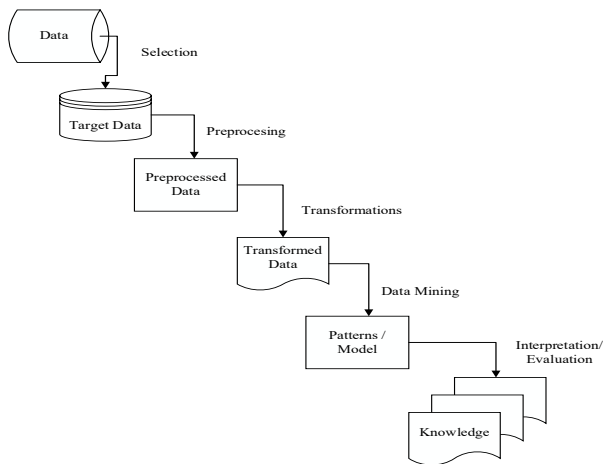 Data
Selection
Target Data
Preprocesing
Preprocessed
Data
Transformations
Transformed
Data
Data Mining
Patterns /
Model
Interpretation/
Evaluation
Knowledge